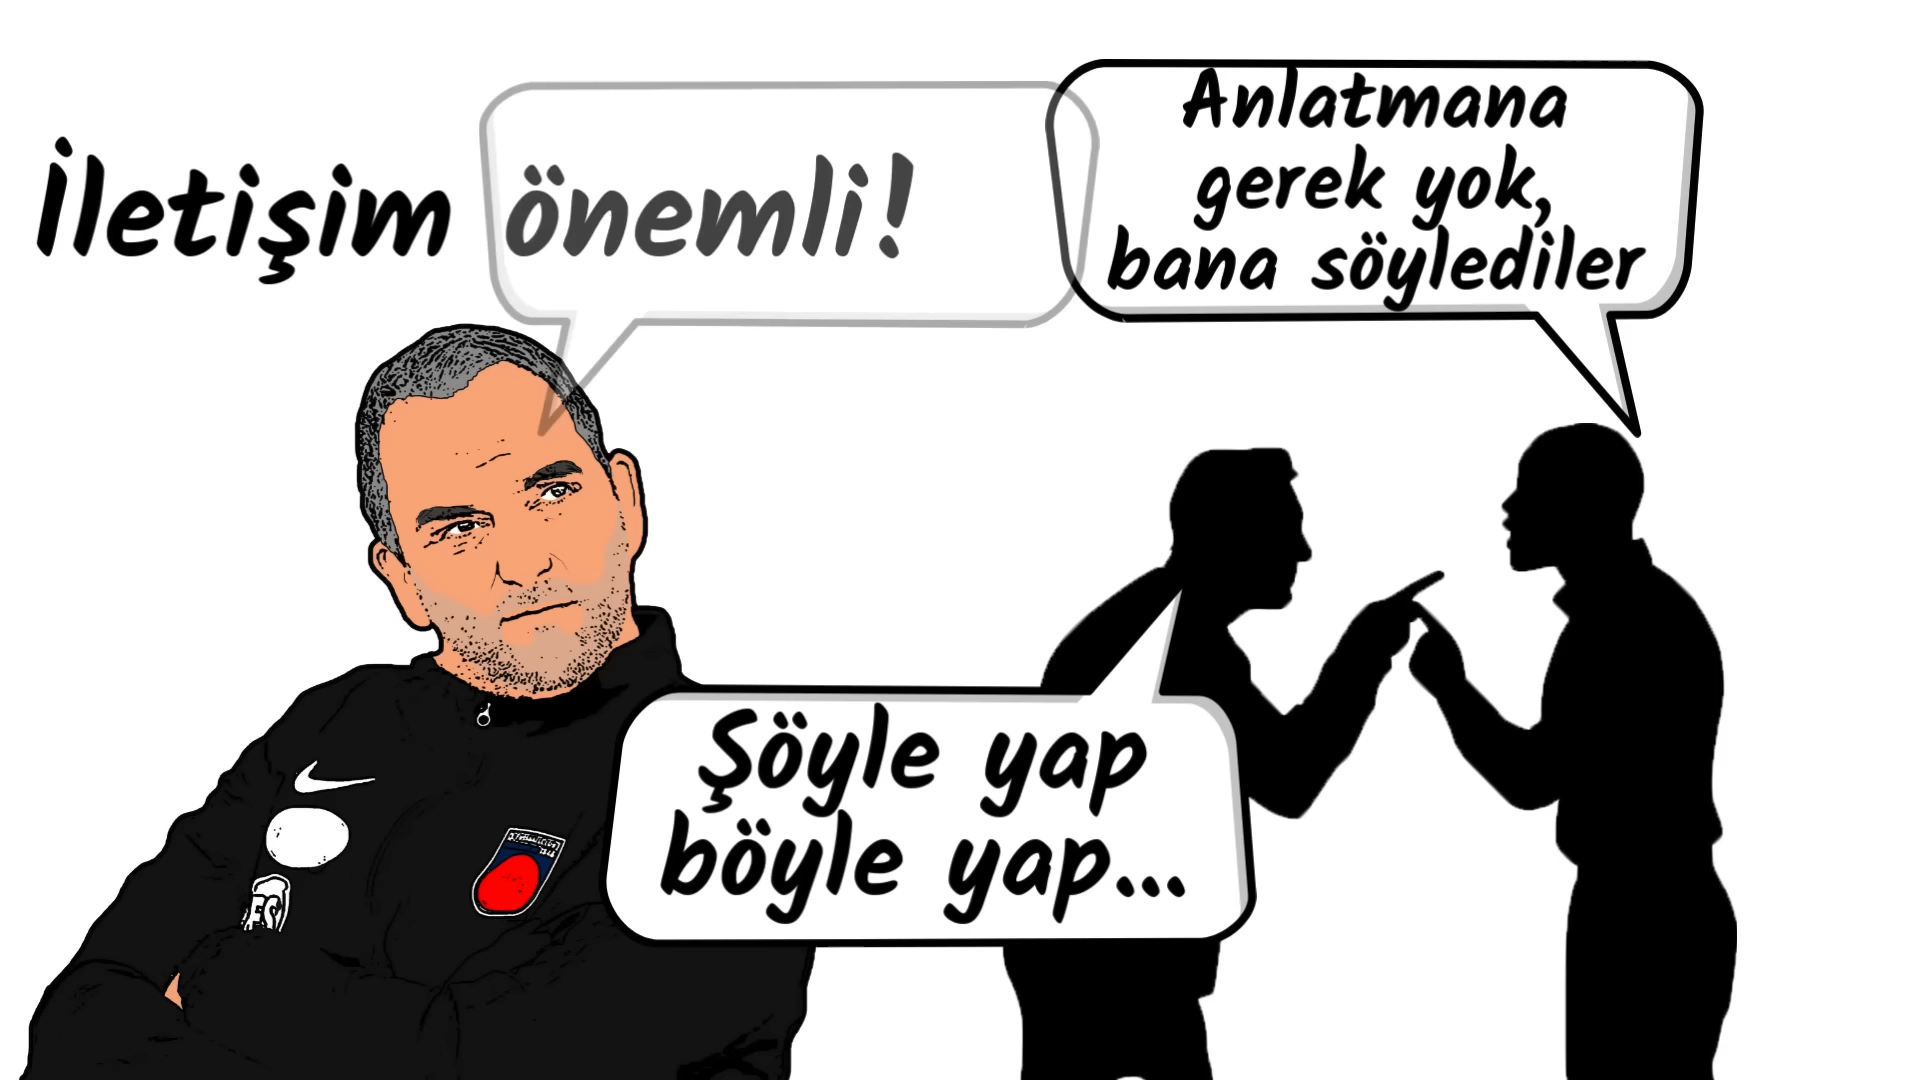 İletişim önemli!
Anlatmana
gerek yok,
bana söylediler
Şöyle yap
böyle yap...